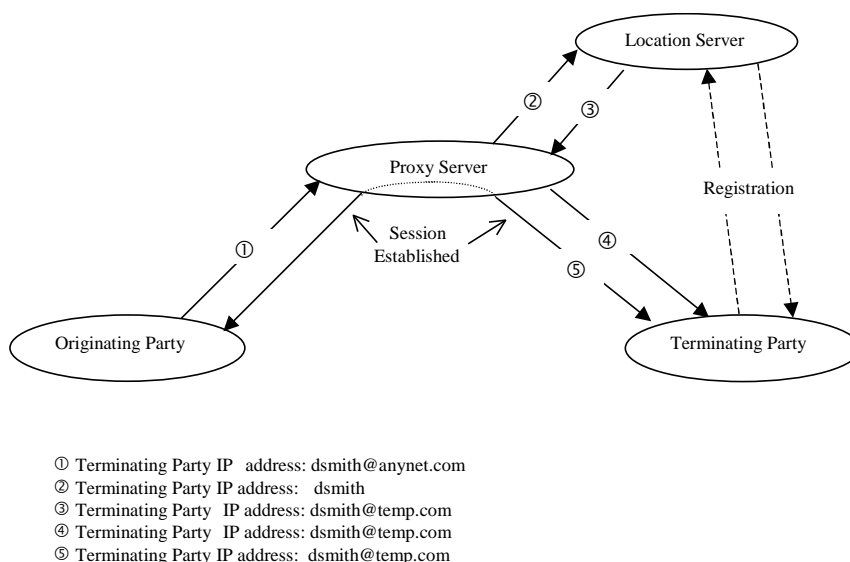 Location Server
②
③
Proxy Server
Registration
Session
Established
①
④
⑤
Originating Party
Terminating Party
① Terminating Party IP address: dsmith@anynet.com
② Terminating Party IP address: dsmith
③ Terminating Party IP address: dsmith@temp.com
④ Terminating Party IP address: dsmith@temp.com
⑤ Terminating Party IP address: dsmith@temp.com